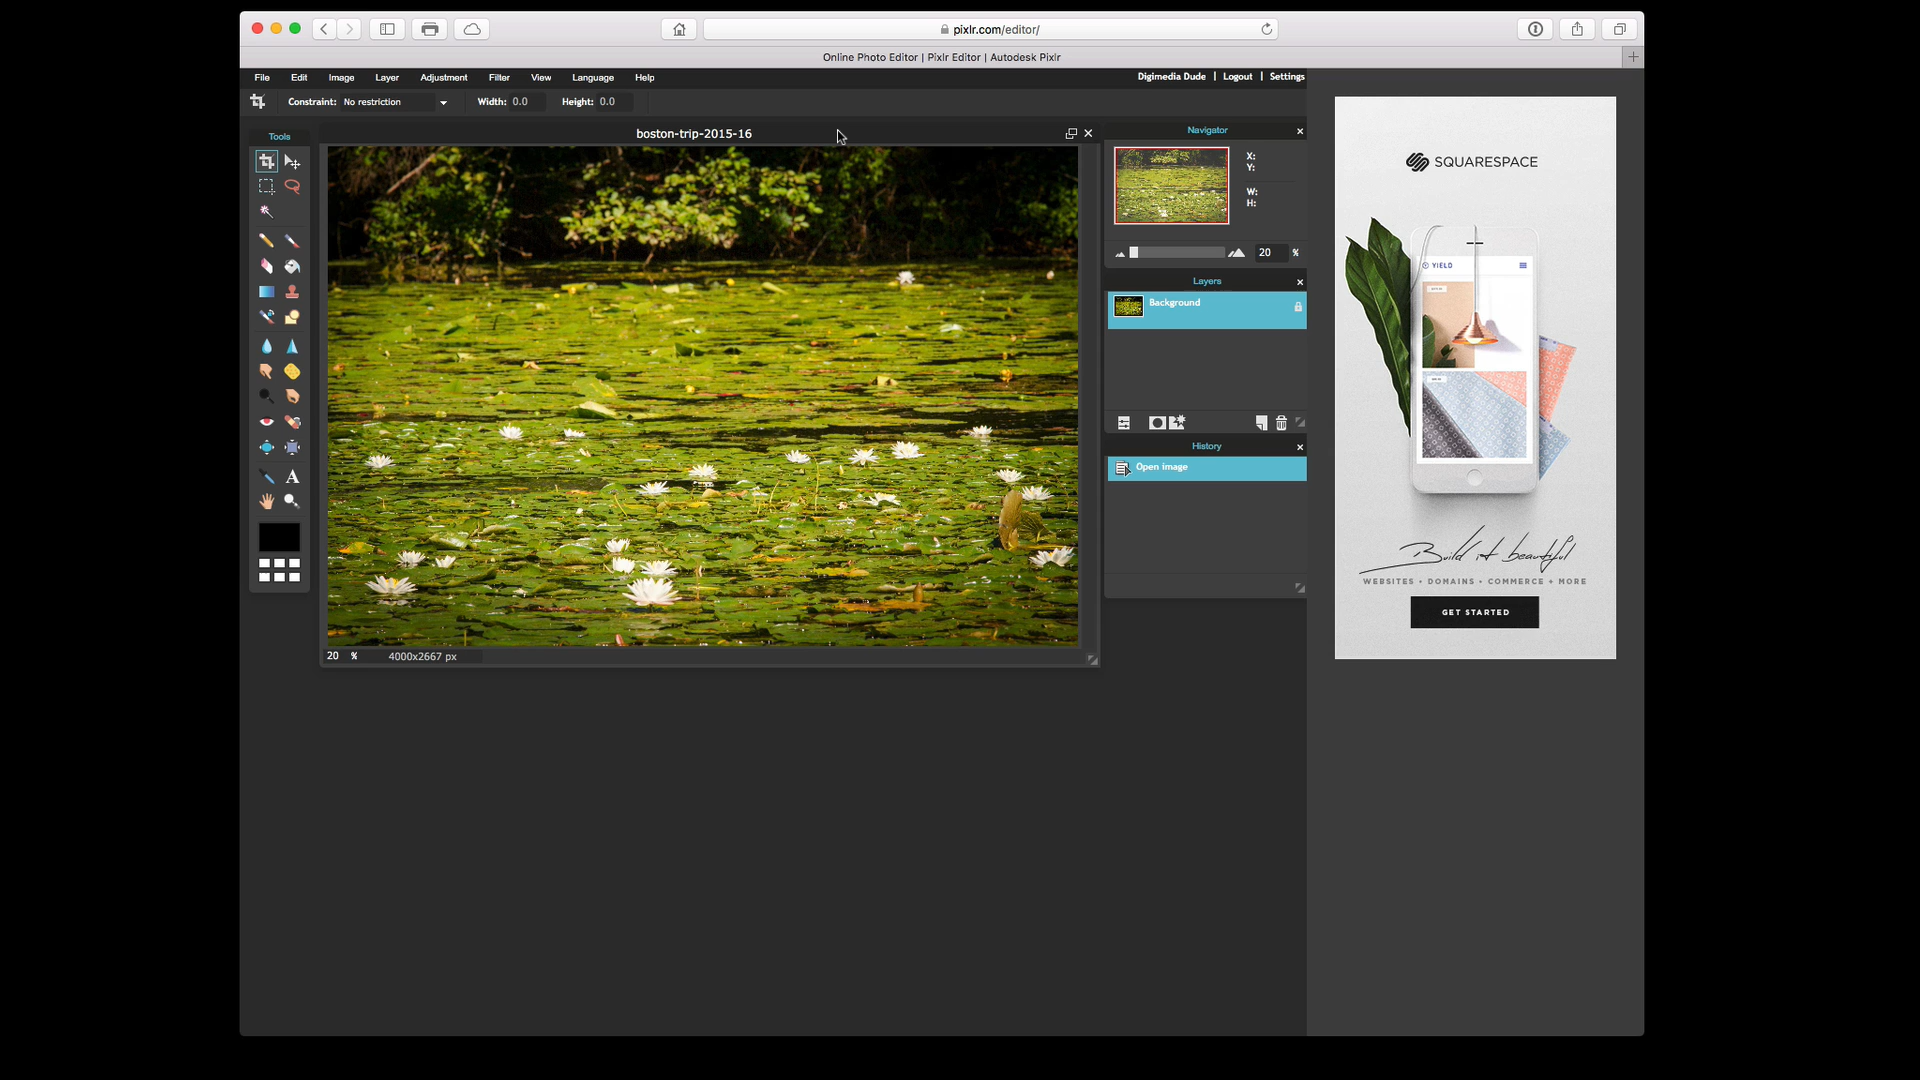 pixlr.com/editor/
Online Photo Editor | Pixlr Editor | Autodesk Pixlr
File Edit Image Layer Adjustment Filter View Language Help
Digimedia Dude | Logout | Settings
Constraint: No restriction Width: 0.0 Height: 0.0
Tools
boston-trip-2015-16
Navigator
X:
Y:
W:
H:
20 %
Layers
Background
History
Open image
A
20 % 4000x2667 px
SQUARESPACE
YIELD
Build it beautiful
WEBSITES • DOMAINS • COMMERCE + MORE
GET STARTED